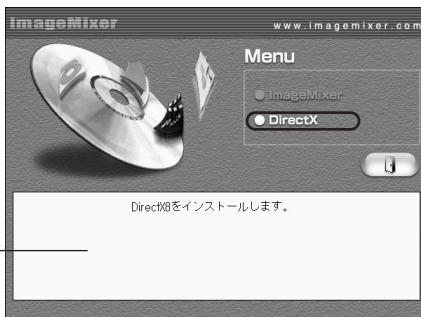 ImageMixer
www.imagemixer.com
Menu
ImageMixer
DirectX
DirectX8をインストールします。